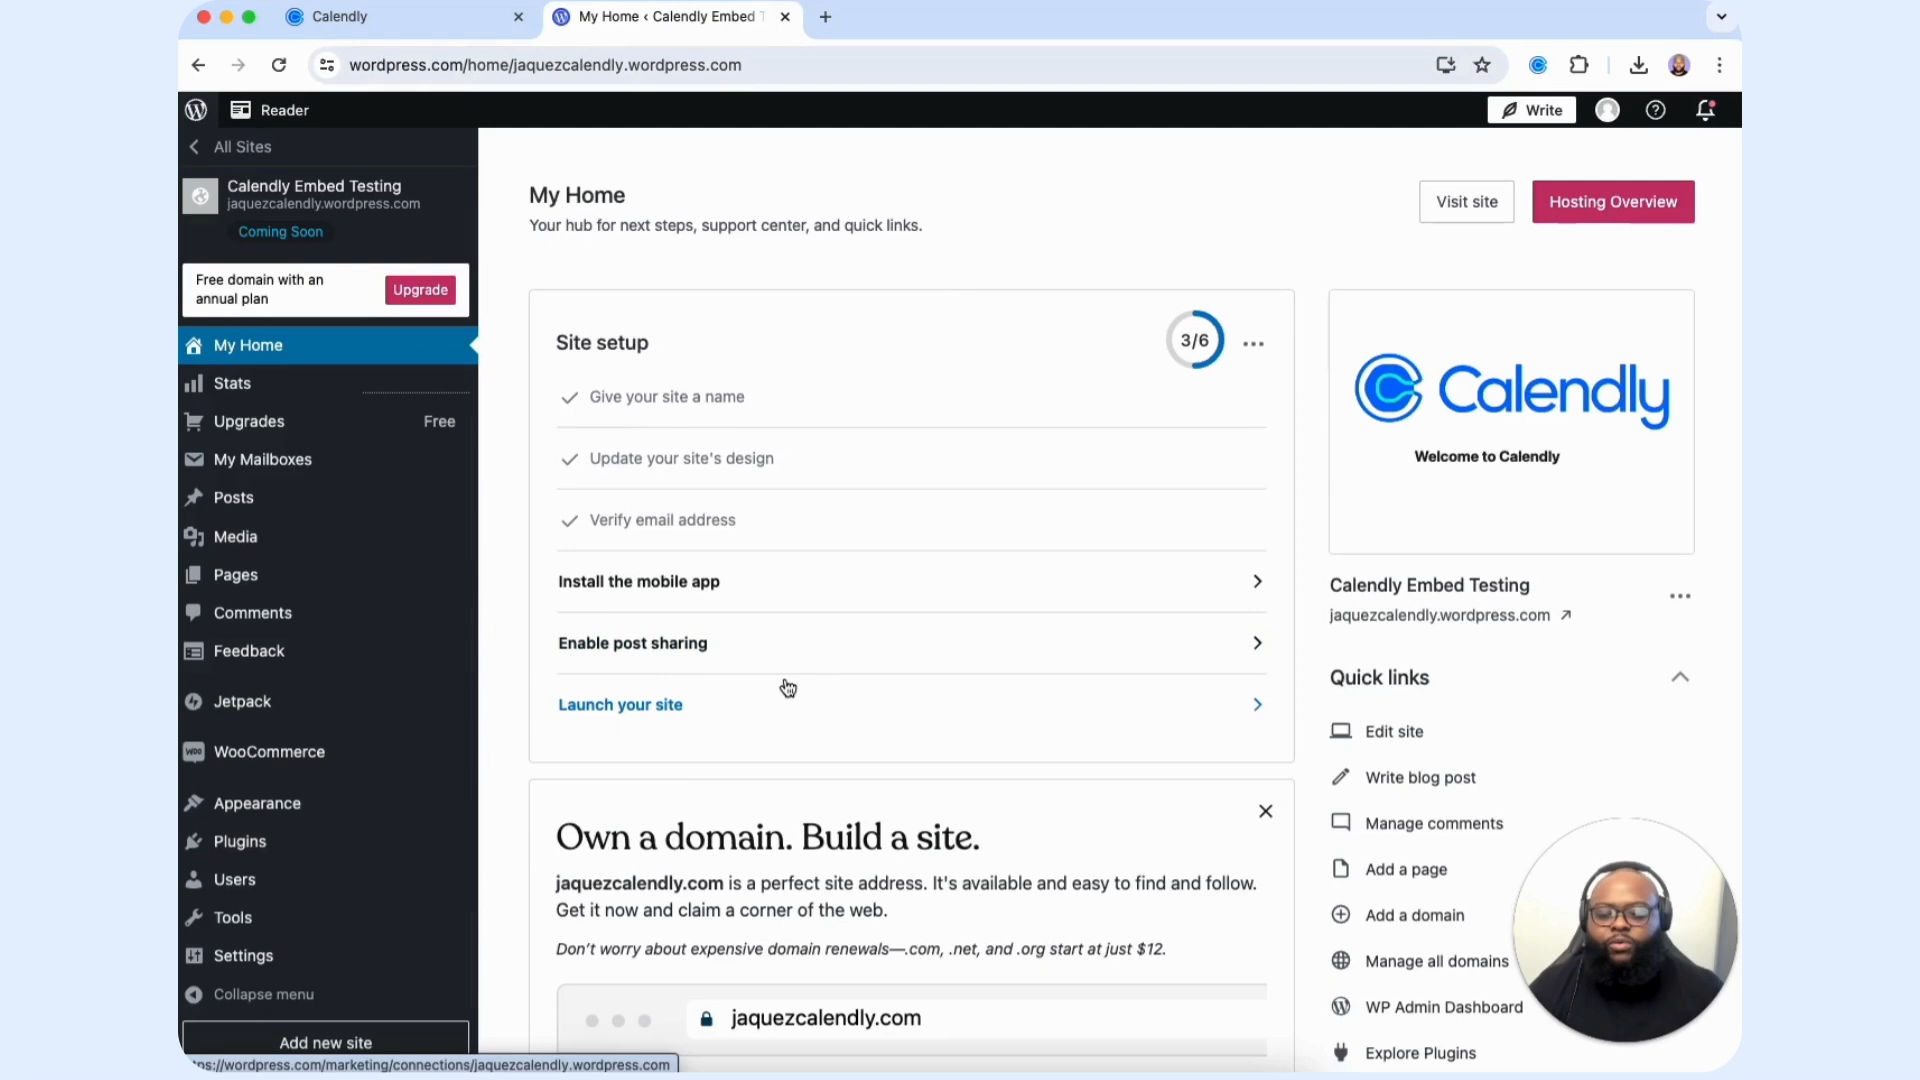 Calendly
My Home ‹ Calendly Embed
wordpress.com/home/jaquezcalendly.wordpress.com
Reader
Write
All Sites
Calendly Embed Testing
jaquezcalendly.wordpress.com
Coming Soon
Free domain with an
annual plan
Upgrade
My Home
Stats
Upgrades
Free
My Mailboxes
Posts
Media
Pages
Comments
Feedback
Jetpack
WOO
WooCommerce
Appearance
Plugins
Users
Tools
Settings
Collapse menu
Add new site
My Home
Your hub for next steps, support center, and quick links.
Visit site
Hosting Overview
Site setup
3/6
Give your site a name
Update your site's design
Verify email address
Install the mobile app
Enable post sharing
Launch your site
Own a domain. Build a site.
jaquezcalendly.com is a perfect site address. It's available and easy to find and follow.
Get it now and claim a corner of the web.
Don't worry about expensive domain renewals—.com, .net, and .org start at just $12.
jaquezcalendly.com
Calendly
Welcome to Calendly
Calendly Embed Testing
jaquezcalendly.wordpress.com
Quick links
Edit site
Write blog post
Manage comments
Add a page
Add a domain
Manage all domains
WP Admin Dashboard
Explore Plugins
ps://wordpress.com/marketing/connections/jaquezcalendly.wordpress.com